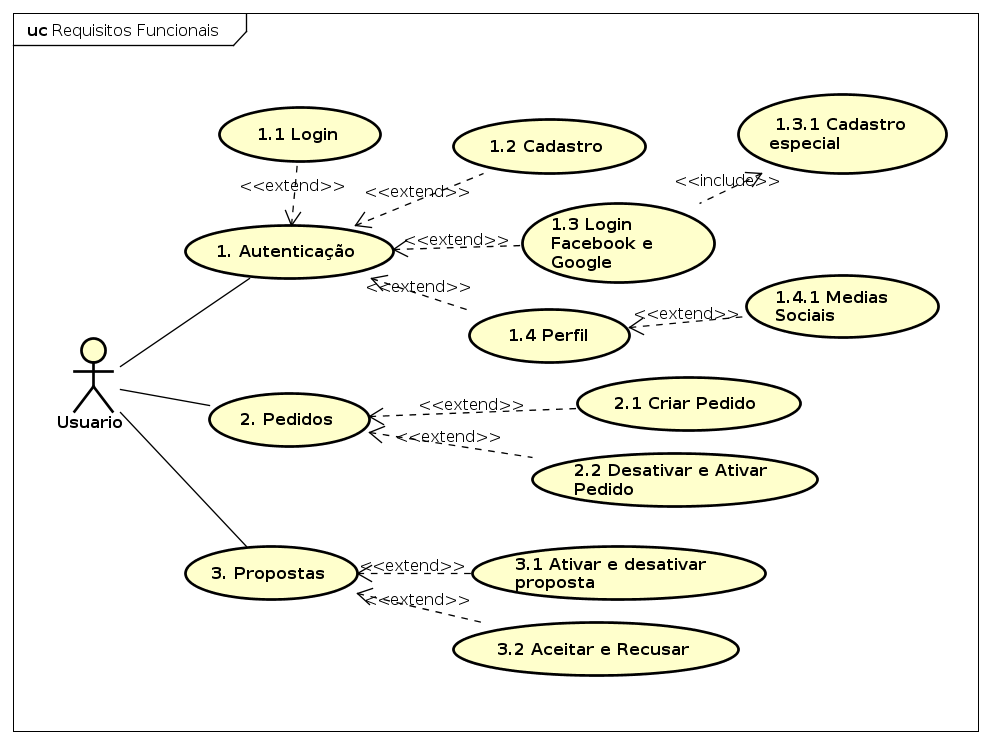 uc Requisitos Funcionais
1.1 Login
1.2 Cadastro
1.3.1 Cadastro
especial
<<extend>>
<<extend>>
<<include>>
1. Autenticação
<<extend>>
1.3 Login
Facebook e
Google
<<extend>>
1.4 Perfil
<<extend>>
1.4.1 Medias
Sociais
Usuario
2. Pedidos
<<extend>>
2.1 Criar Pedido
<<extend>>
2.2 Desativar e Ativar
Pedido
3. Propostas
<<extend>>
3.1 Ativar e desativar
proposta
<<extend>>
3.2 Aceitar e Recusar